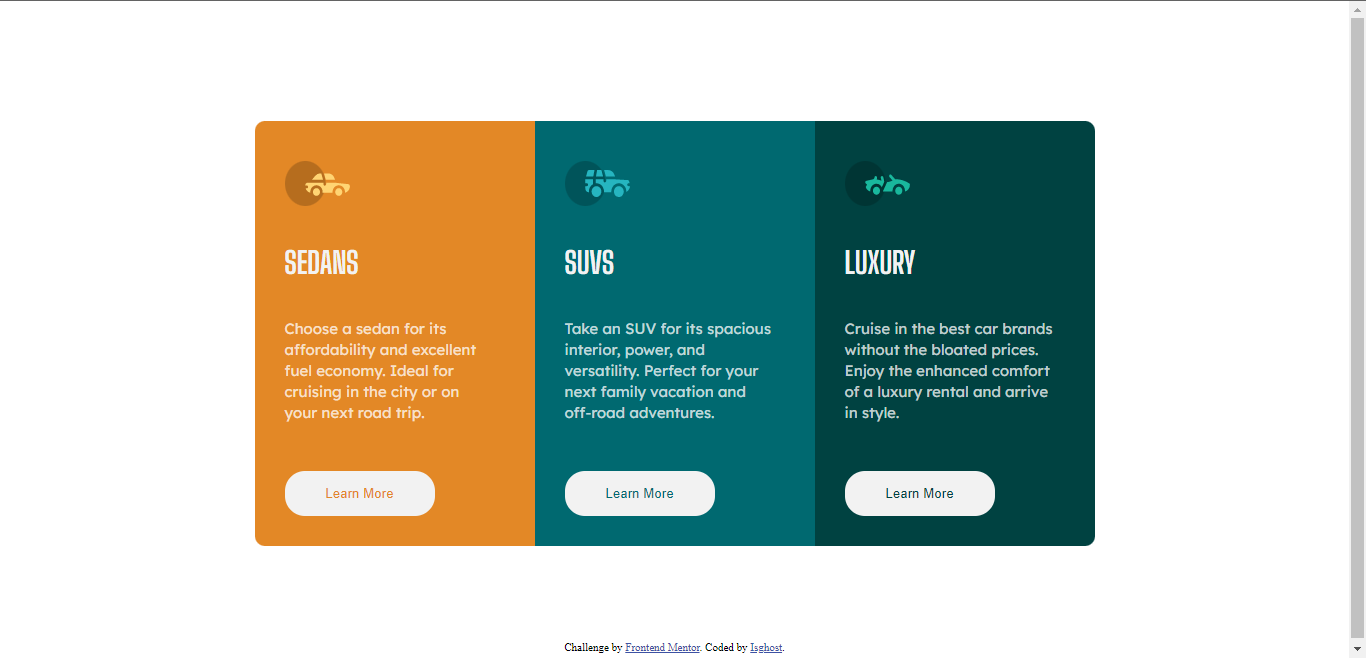 SEDANS
Choose a sedan for its
affordability and excellent
fuel economy. Ideal for
cruising in the city or on
your next road trip.
Learn More
SUVS
Take an SUV for its spacious
interior, power, and
versatility. Perfect for your
next family vacation and
off-road adventures.
Learn More
LUXURY
Cruise in the best car brands
without the bloated prices.
Enjoy the enhanced comfort
of a luxury rental and arrive
in style.
Learn More
Challenge by Frontend Mentor. Coded by Isghost.